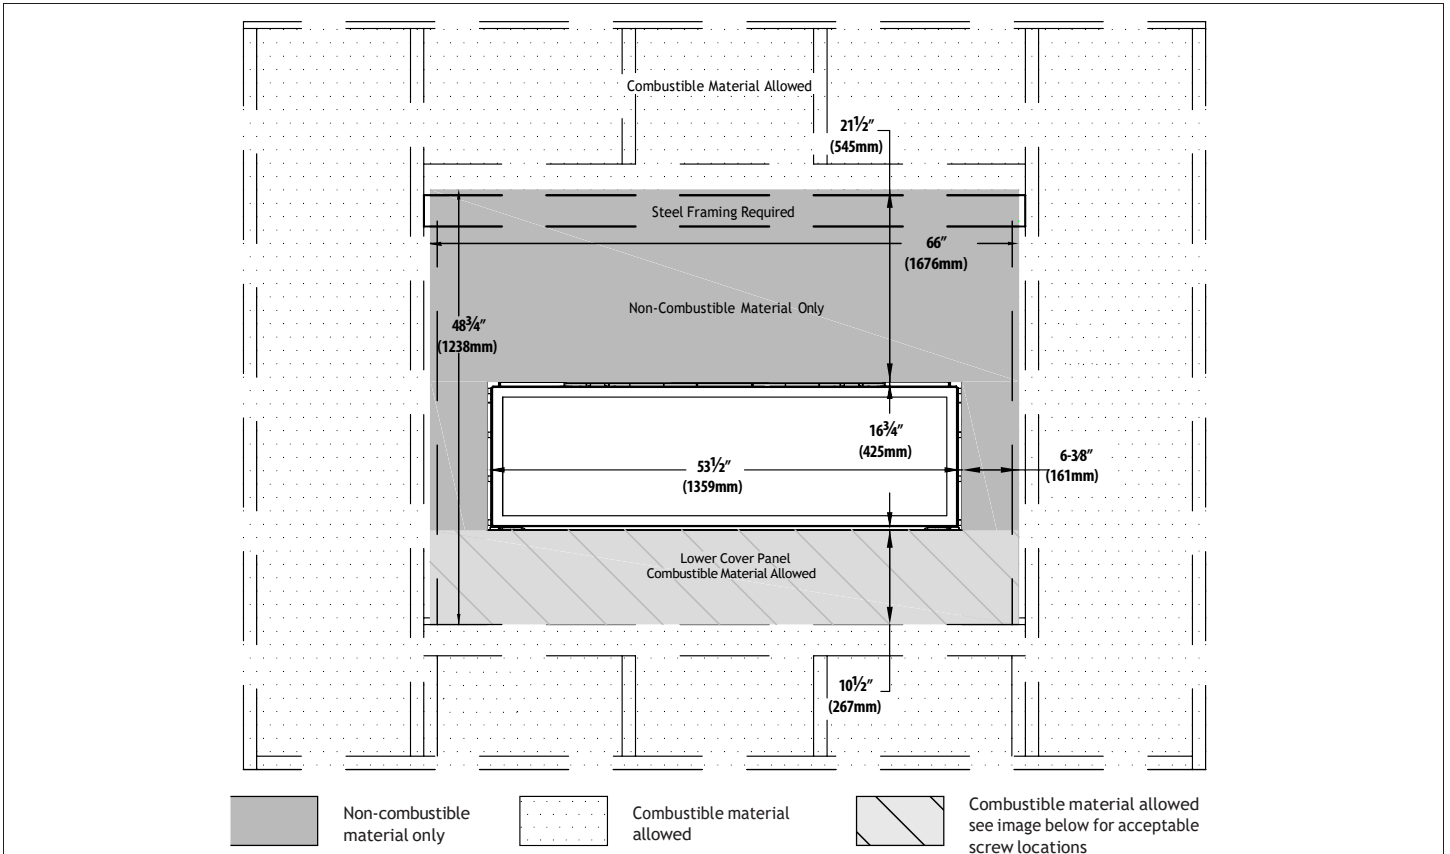 Combustible Material Allowed
21½"
(545mm)
Steel Framing Required
66"
(1676mm)
Non-Combustible Material Only
48¾"
(1238mm)
16¾"
(425mm)
53½"
(1359mm)
6-3⁄8"
(161mm)
Lower Cover Panel
Combustible Material Allowed
10½"
(267mm)
Non-combustible
material only
Combustible material
allowed
Combustible material allowed
see image below for acceptable
screw locations